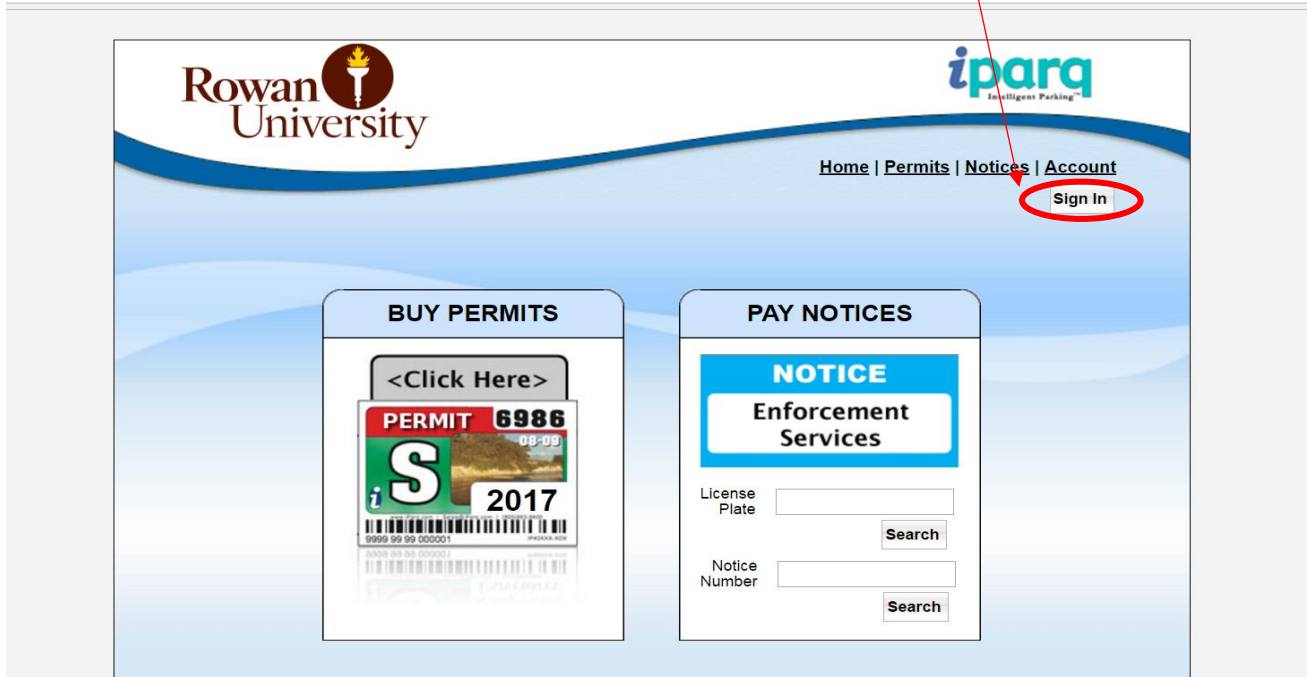 Rowan
University
iparq
Intelligent Parking™
Home | Permits | Notices | Account
Sign In
BUY PERMITS
<Click Here>
PERMIT 6986
08-09
S
i
2017
9999 99 99 000001
PAY NOTICES
NOTICE
Enforcement
Services
License
Plate
Search
Notice
Number
Search